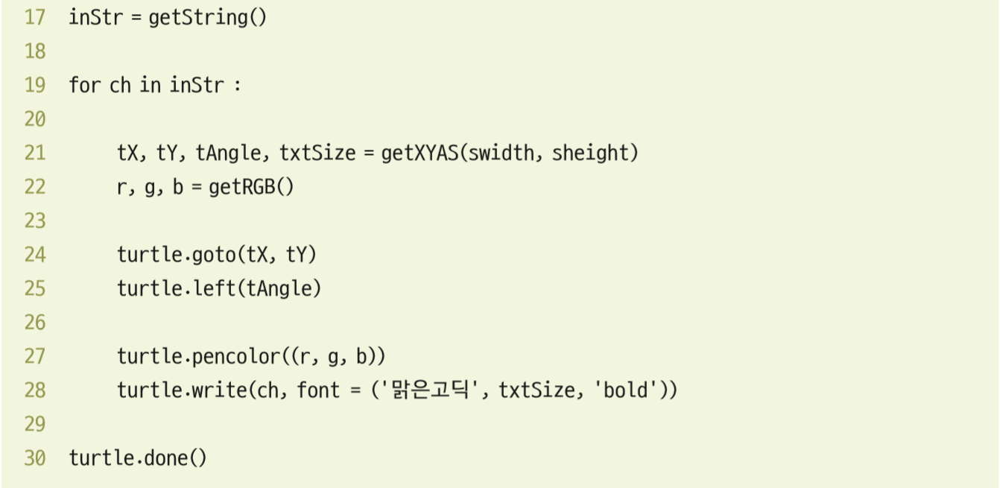 17 inStr = getString()
18
19 for ch in inStr :
20
21 tX, tY, tAngle, txtSize = getXYAS(swidth, sheight)
22 r, g, b = getRGB()
23
24 turtle.goto(tX, tY)
25 turtle.left(tAngle)
26
27 turtle.pencolor((r, g, b))
28 turtle.write(ch, font = ('맑은고딕', txtSize, 'bold'))
29
30 turtle.done()